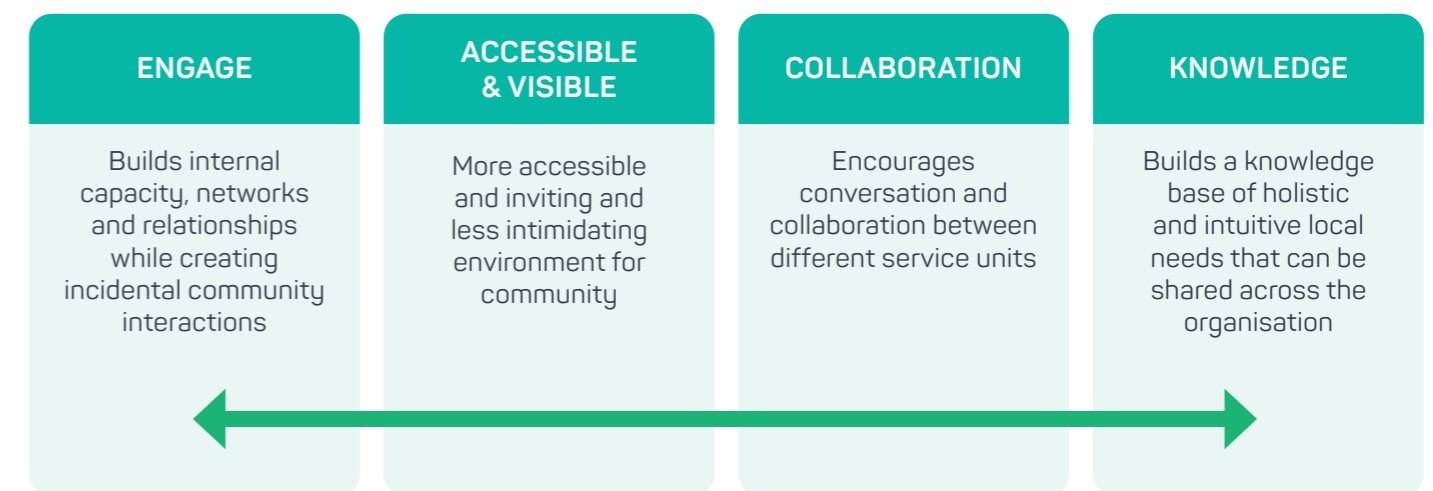 ENGAGE
Builds internal
capacity, networks
and relationships
while creating
incidental community
interactions
ACCESSIBLE
& VISIBLE
More accessible
and inviting and
less intimidating
environment for
community
COLLABORATION
Encourages
conversation and
collaboration between
different service units
KNOWLEDGE
Builds a knowledge
base of holistic
and intuitive local
needs that can be
shared across the
organisation